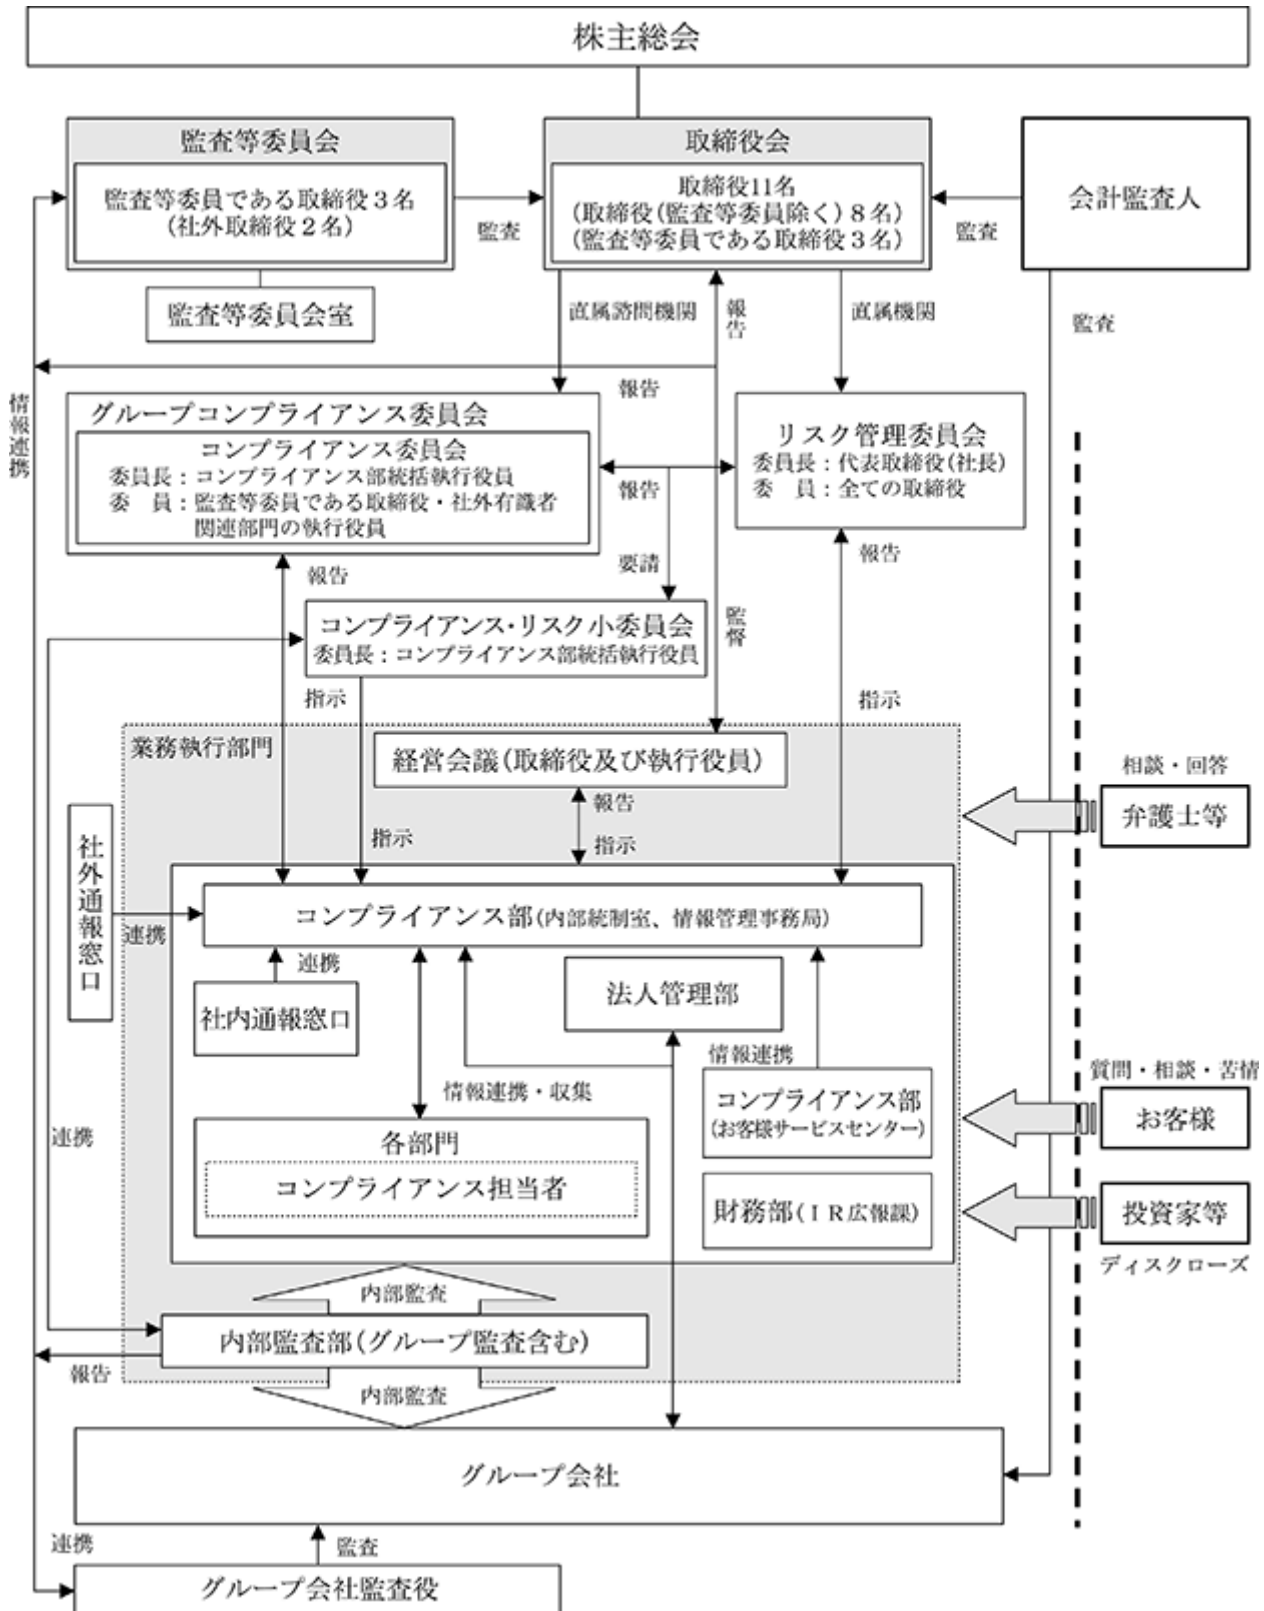 株主総会
監査等委員会
監査等委員である取締役３名
(社外取締役２名)
監査等委員会室
監査
取締役会
取締役11名
(取締役(監査等委員除く)８名)
(監査等委員である取締役３名)
監査
会計監査人
監査
直属諮問機関
報告
直属機関
報告
情報連携
グループコンプライアンス委員会
コンプライアンス委員会
委員長：コンプライアンス部統括執行役員
委　員：監査等委員である取締役・社外有識者
関連部門の執行役員
報告
リスク管理委員会
委員長：代表取締役(社長)
委　員：全ての取締役
報告
要請
報告
コンプライアンス・リスク小委員会
委員長：コンプライアンス部統括執行役員
監督
指示
指示
業務執行部門
経営会議(取締役及び執行役員)
報告
指示
指示
相談・回答
弁護士等
社外通報窓口
連携
コンプライアンス部(内部統制室、情報管理事務局)
連携
社内通報窓口
法人管理部
情報連携
情報連携・収集
コンプライアンス部
(お客様サービスセンター)
各部門
コンプライアンス担当者
財務部(ＩＲ広報課)
質問・相談・苦情
お客様
投資家等
ディスクローズ
連携
内部監査
内部監査部(グループ監査含む)
報告
内部監査
グループ会社
連携
監査
グループ会社監査役